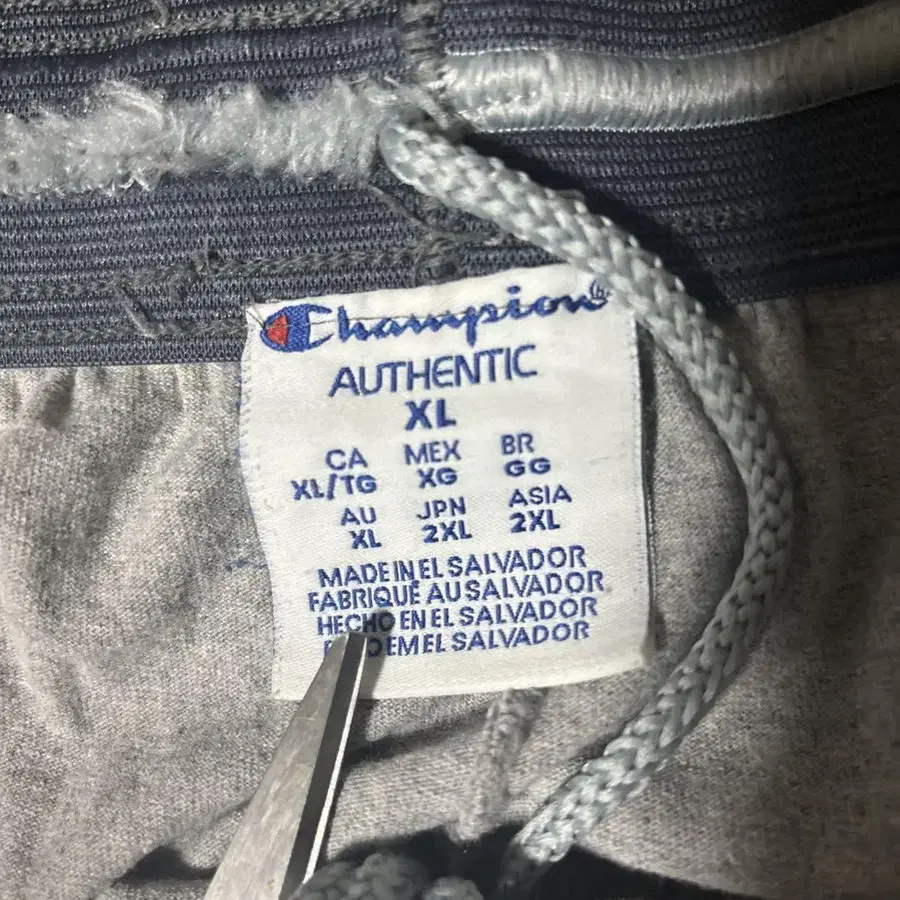 Champion®
AUTHENTIC
XL
CA MEX BR
XL/TG XG GG
AU JPN ASIA
XL 2XL 2XL
MADE IN EL SALVADOR
FABRIQUÉ AU SALVADOR
HECHO EN EL SALVADOR
EM EL SALVADOR